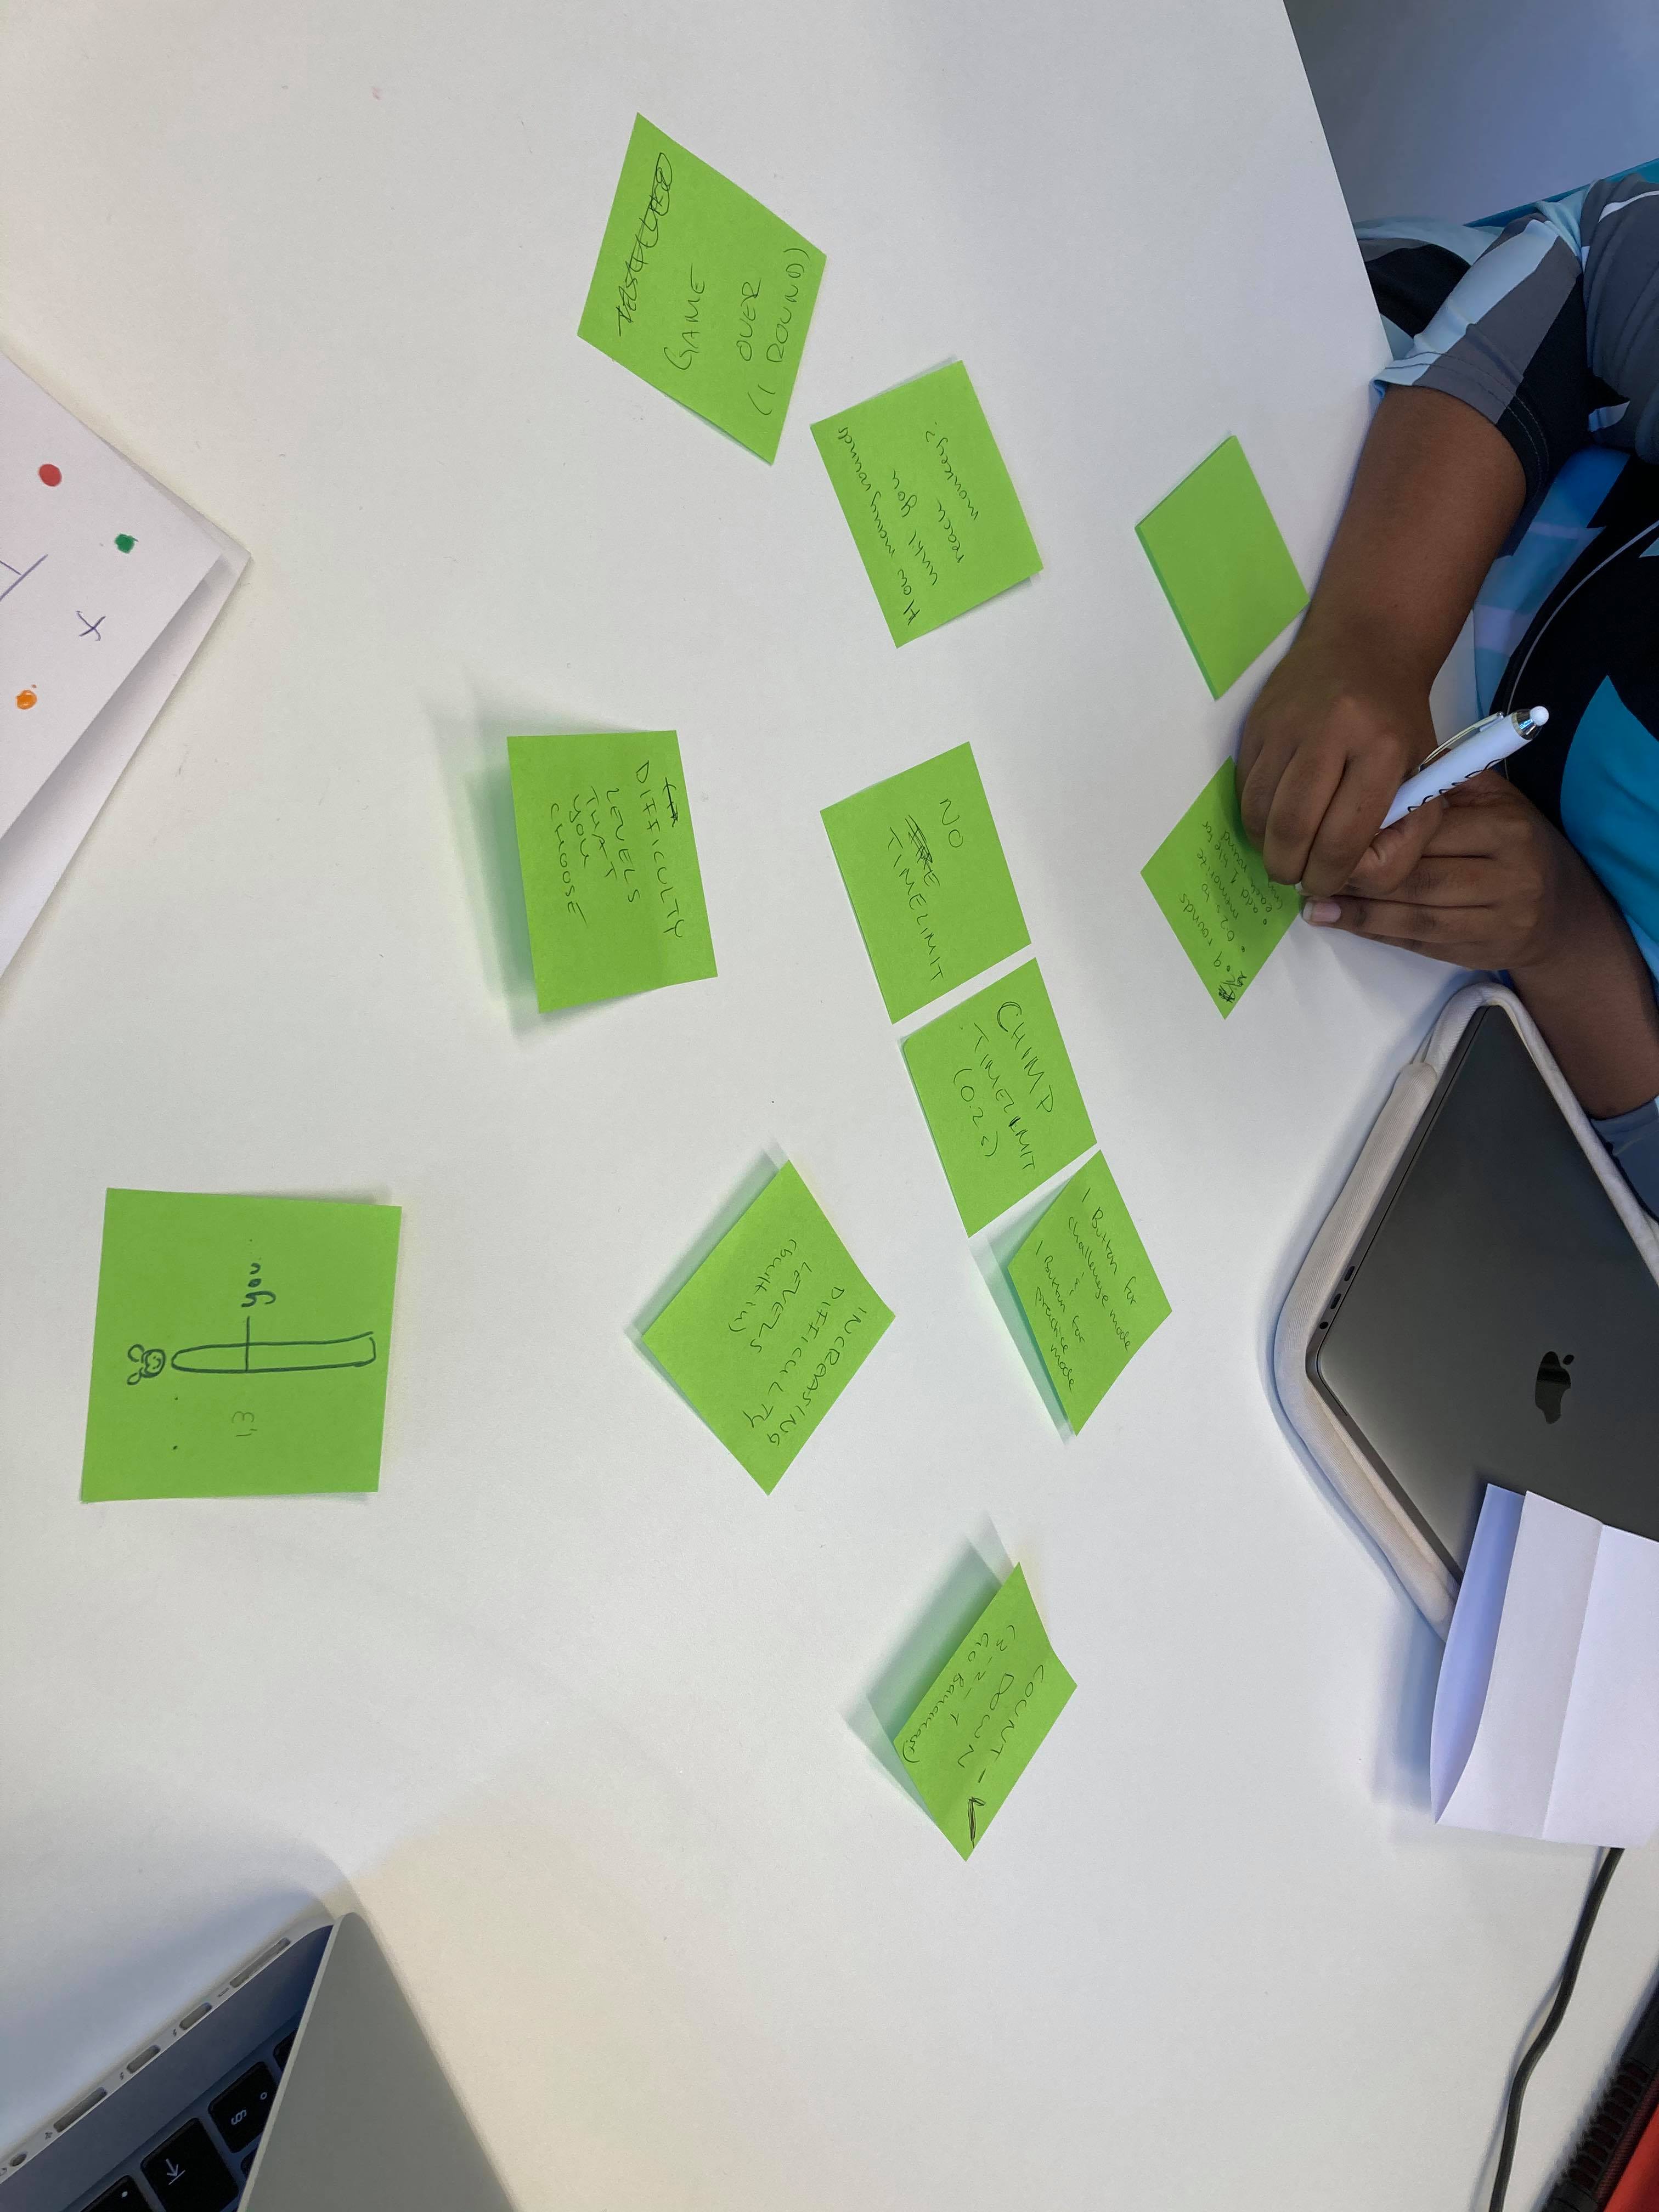 9 rounds
• 0.2s to
memorize
• add 1 tile for
each round
1 Button for
challenge mode
&
1 Button for
practice
mode
CHIMP
TIMELIMIT
(0.2 s)
NO
TIMELIMIT
COUNT-
DOWN
(3-2-1
GO Bananas!)
How many rounds
until you
reach
monkey?
INCREASING
DIFFICULTY
LEVELS
(built in)
GAME
OVER
(1 ROUND)
DIFFICULTY
LEVELS
THAT
YOU
CHOOSE
you